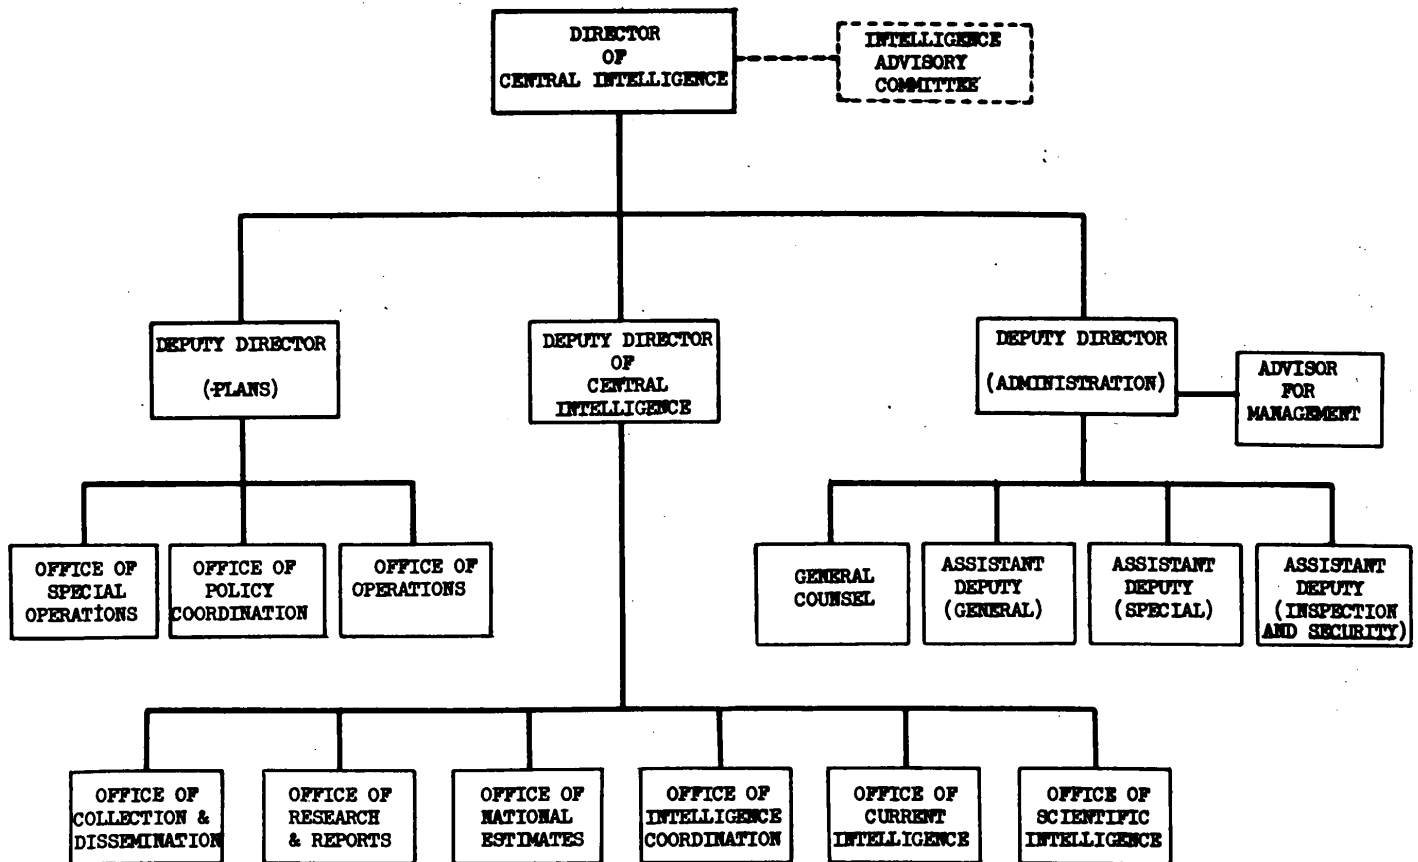 DIRECTOR
OF
CENTRAL INTELLIGENCE
INTELLIGENCE
ADVISORY
COMMITTEE
DEPUTY DIRECTOR
(PLANS)
DEPUTY DIRECTOR
OF
CENTRAL
INTELLIGENCE
DEPUTY DIRECTOR
(ADMINISTRATION)
ADVISOR
FOR
MANAGEMENT
OFFICE OF
SPECIAL
OPERATIONS
OFFICE OF
POLICY
COORDINATION
OFFICE OF
OPERATIONS
GENERAL
COUNSEL
ASSISTANT
DEPUTY
(GENERAL)
ASSISTANT
DEPUTY
(SPECIAL)
ASSISTANT
DEPUTY
(INSPECTION
AND SECURITY)
OFFICE OF
COLLECTION &
DISSEMINATION
OFFICE OF
RESEARCH
& REPORTS
OFFICE OF
NATIONAL
ESTIMATES
OFFICE OF
INTELLIGENCE
COORDINATION
OFFICE OF
CURRENT
INTELLIGENCE
OFFICE OF
SCIENTIFIC
INTELLIGENCE